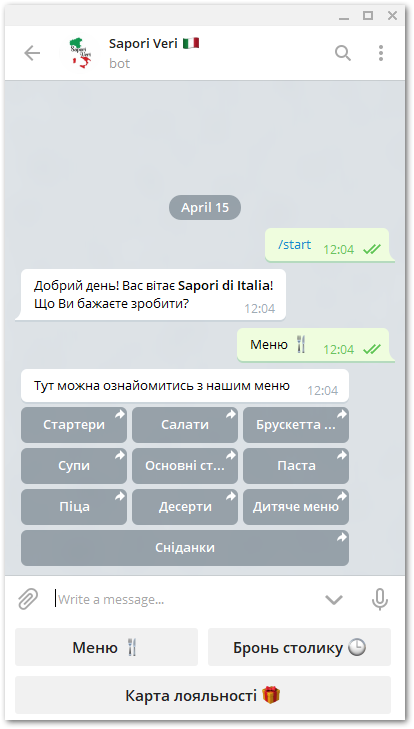 Sapori Veri 🇮🇹
bot
Sapori
Veri
April 15
/start 12:04
Добрий день! Вас вітає Sapori di Italia!
Що Ви бажаєте зробити?
12:04
Меню 🍴 12:04
Тут можна ознайомитись з нашим меню 12:04
Стартери Салати Брускетта ...
Супи Основні ст... Паста
Піца Десерти Дитяче меню
Сніданки
Write a message...
Меню 🍴 Бронь столику 🕒
Карта лояльності 🎁